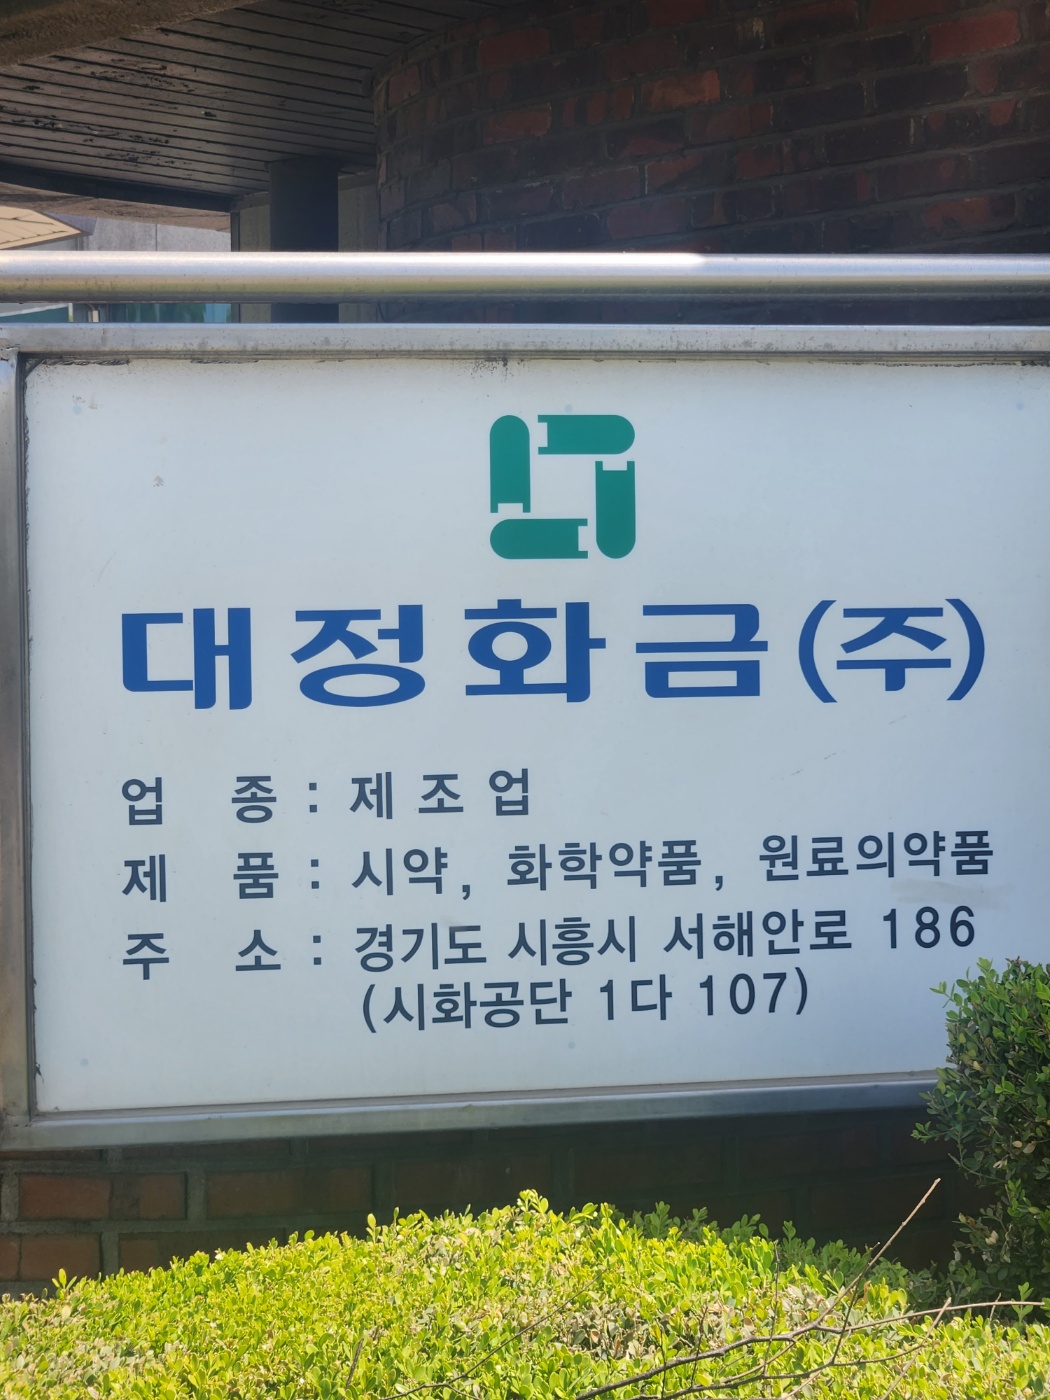 대정화금(주)
업 종 : 제조업
제 품 : 시약, 화학약품, 원료의약품
주 소 : 경기도 시흥시 서해안로 186
(시화공단 1다 107)